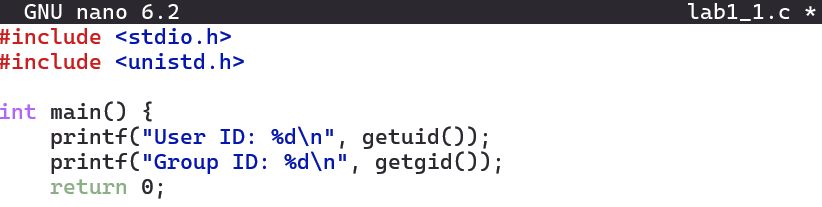 GNU nano 6.2 lab1_1.c *
#include <stdio.h>
#include <unistd.h>
int main() {
    printf("User ID: %d\n", getuid());
    printf("Group ID: %d\n", getgid());
    return 0;